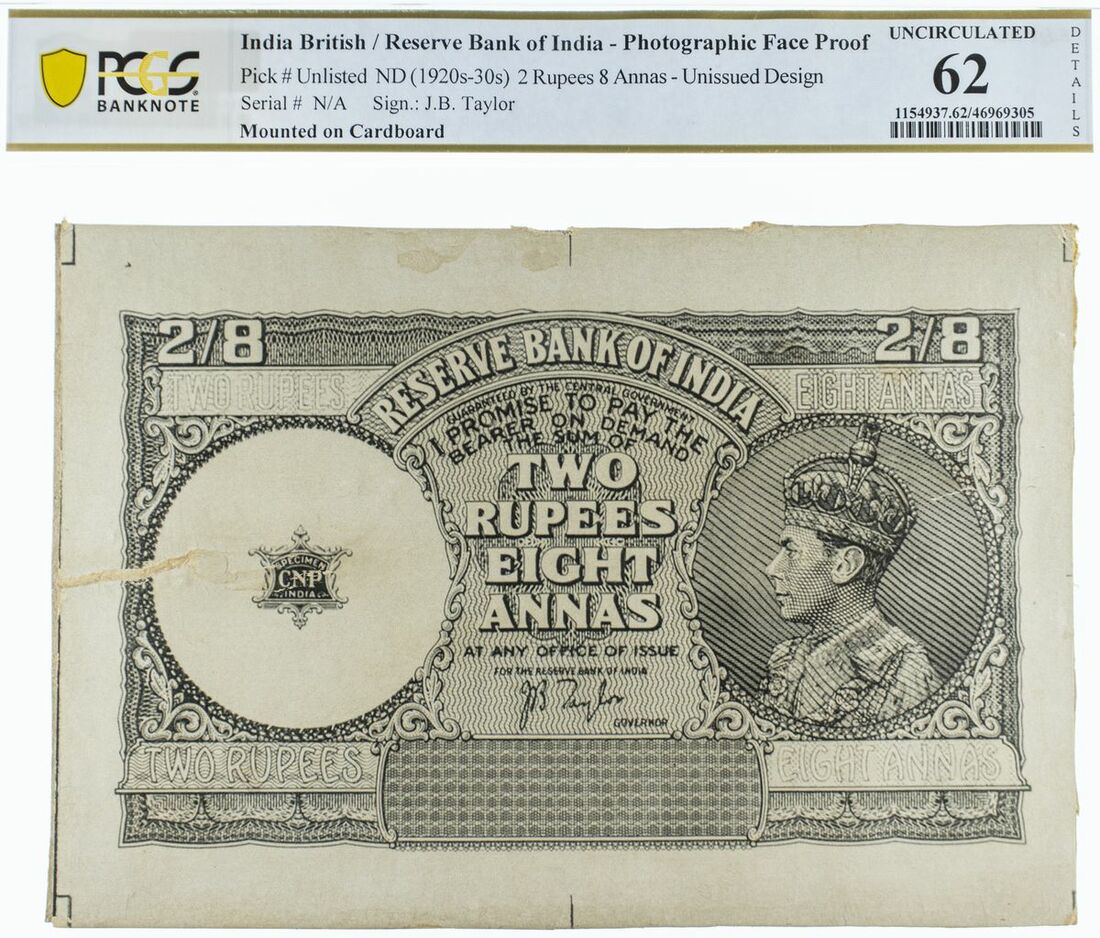 PCGS
BANKNOTE
India British / Reserve Bank of India - Photographic Face Proof
Pick # Unlisted ND (1920s-30s) 2 Rupees 8 Annas - Unissued Design
Serial # N/A Sign.: J.B. Taylor
Mounted on Cardboard
UNCIRCULATED
62
1154937.62/46969305
DETAILS
2/8
2/8
TWO RUPEES
EIGHT ANNAS
RESERVE BANK OF INDIA
GUARANTEED BY THE CENTRAL GOVERNMENT
I PROMISE TO PAY THE
BEARER ON DEMAND
THE SUM OF
TWO
RUPEES
EIGHT
ANNAS
SPECIMEN
CNP
INDIA
AT ANY OFFICE OF ISSUE
FOR THE RESERVE BANK OF INDIA
JB Taylor
GOVERNOR
TWO RUPEES
EIGHT ANNAS